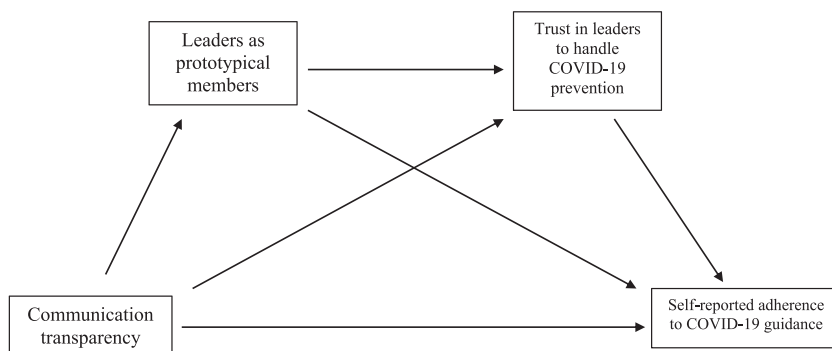 Leaders as
prototypical
members
Trust in leaders
to handle
COVID-19
prevention
Communication
transparency
Self-reported adherence
to COVID-19 guidance